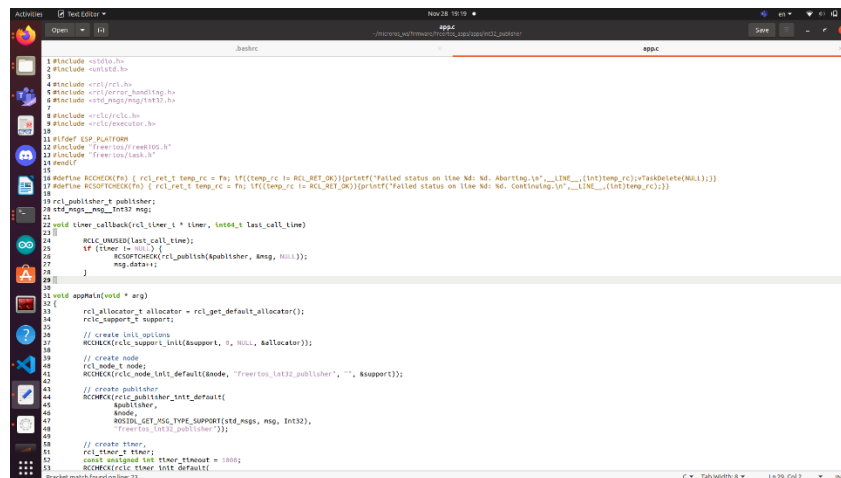 Activities Text Editor Nov 28 19:19 en
Open app.c Save
~/microros_ws/firmware/freertos_apps/apps/int32_publisher
.bashrc app.c
1 #include <stdio.h>
2 #include <unistd.h>
3
4 #include <rcl/rcl.h>
5 #include <rcl/error_handling.h>
6 #include <std_msgs/msg/int32.h>
7
8 #include <rclc/rclc.h>
9 #include <rclc/executor.h>
10
11 #ifdef ESP_PLATFORM
12 #include "freertos/FreeRTOS.h"
13 #include "freertos/task.h"
14 #endif
15
16 #define RCCHECK(fn) { rcl_ret_t temp_rc = fn; if((temp_rc != RCL_RET_OK)){printf("Failed status on line %d: %d. Aborting.\n",__LINE__,(int)temp_rc);vTaskDelete(NULL);}}
17 #define RCSOFTCHECK(fn) { rcl_ret_t temp_rc = fn; if((temp_rc != RCL_RET_OK)){printf("Failed status on line %d: %d. Continuing.\n",__LINE__,(int)temp_rc);}}
18
19 rcl_publisher_t publisher;
20 std_msgs__msg__Int32 msg;
21
22 void timer_callback(rcl_timer_t * timer, int64_t last_call_time)
23 {
24 RCLC_UNUSED(last_call_time);
25 if (timer != NULL) {
26 RCSOFTCHECK(rcl_publish(&publisher, &msg, NULL));
27 msg.data++;
28 }
29 }
30
31 void appMain(void * arg)
32 {
33 rcl_allocator_t allocator = rcl_get_default_allocator();
34 rclc_support_t support;
35
36 // create init_options
37 RCCHECK(rclc_support_init(&support, 0, NULL, &allocator));
38
39 // create node
40 rcl_node_t node;
41 RCCHECK(rclc_node_init_default(&node, "freertos_int32_publisher", "", &support));
42
43 // create publisher
44 RCCHECK(rclc_publisher_init_default(
45 &publisher,
46 &node,
47 ROSIDL_GET_MSG_TYPE_SUPPORT(std_msgs, msg, Int32),
48 "freertos_int32_publisher"));
49
50 // create timer,
51 rcl_timer_t timer;
52 const unsigned int timer_timeout = 1000;
53 RCCHECK(rclc_timer_init_default(
Bracket match found on line: 23 C Tab Width: 8 Ln 29, Col 2